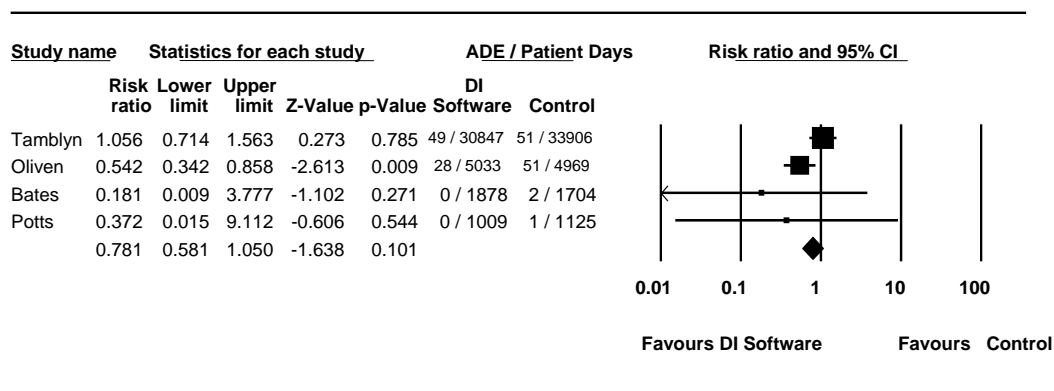 Study name Statistics for each study ADE / Patient Days Risk ratio and 95% CI
Risk Lower Upper DI
ratio limit limit Z-Value p-Value Software Control
Tamblyn 1.056 0.714 1.563 0.273 0.785 49 / 30847 51 / 33906
Oliven 0.542 0.342 0.858 -2.613 0.009 28 / 5033 51 / 4969
Bates 0.181 0.009 3.777 -1.102 0.271 0 / 1878 2 / 1704
Potts 0.372 0.015 9.112 -0.606 0.544 0 / 1009 1 / 1125
0.781 0.581 1.050 -1.638 0.101
0.01 0.1 1 10 100
Favours DI Software Favours Control